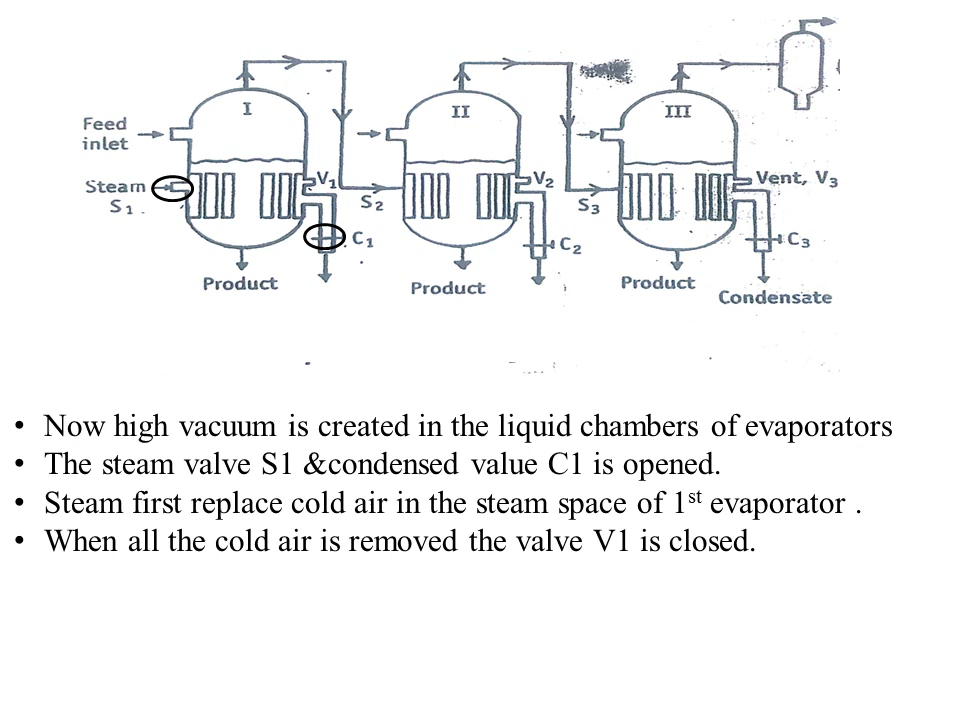 I
II
III
Feed
inlet
Steam
S1
V1
S2
V2
S3
Vent, V3
C1
C2
C3
Product
Product
Product
Condensate
• Now high vacuum is created in the liquid chambers of evaporators
• The steam valve S1 &condensed value C1 is opened.
• Steam first replace cold air in the steam space of 1st evaporator .
• When all the cold air is removed the valve V1 is closed.